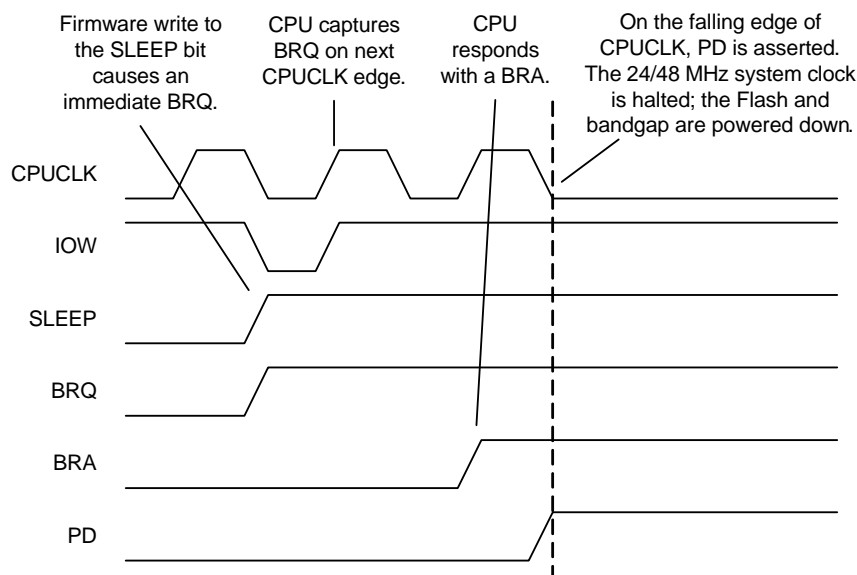 Firmware write to
the SLEEP bit
causes an
immediate BRQ.
CPU captures
BRQ on next
CPUCLK edge.
CPU
responds
with a BRA.
On the falling edge of
CPUCLK, PD is asserted.
The 24/48 MHz system clock
is halted; the Flash and
bandgap are powered down.
CPUCLK
IOW
SLEEP
BRQ
BRA
PD